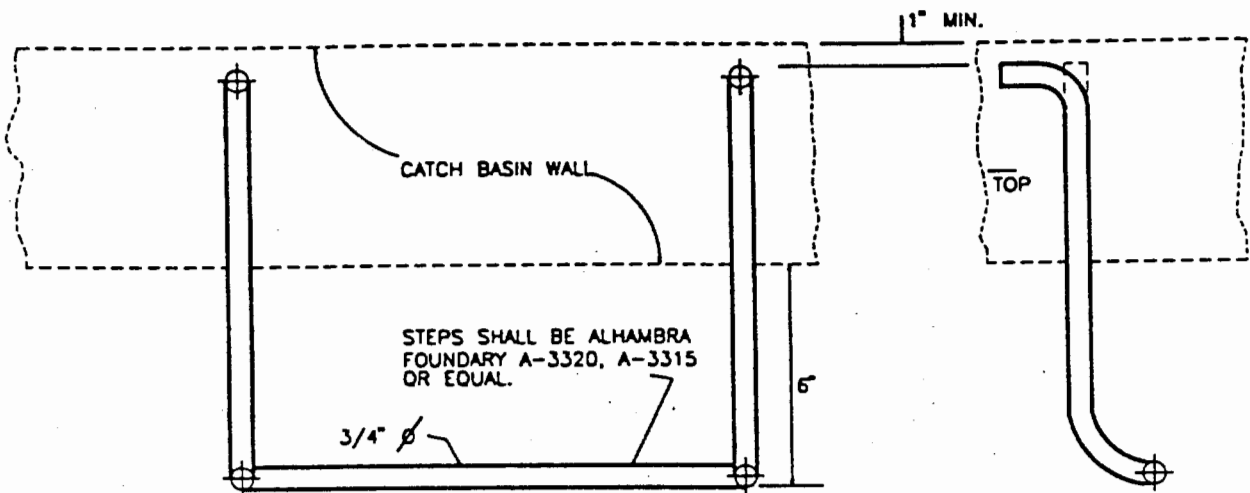 1" MIN.
CATCH BASIN WALL
TOP
STEPS SHALL BE ALHAMBRA
FOUNDARY A-3320, A-3315
OR EQUAL.
6"
3/4" Ø